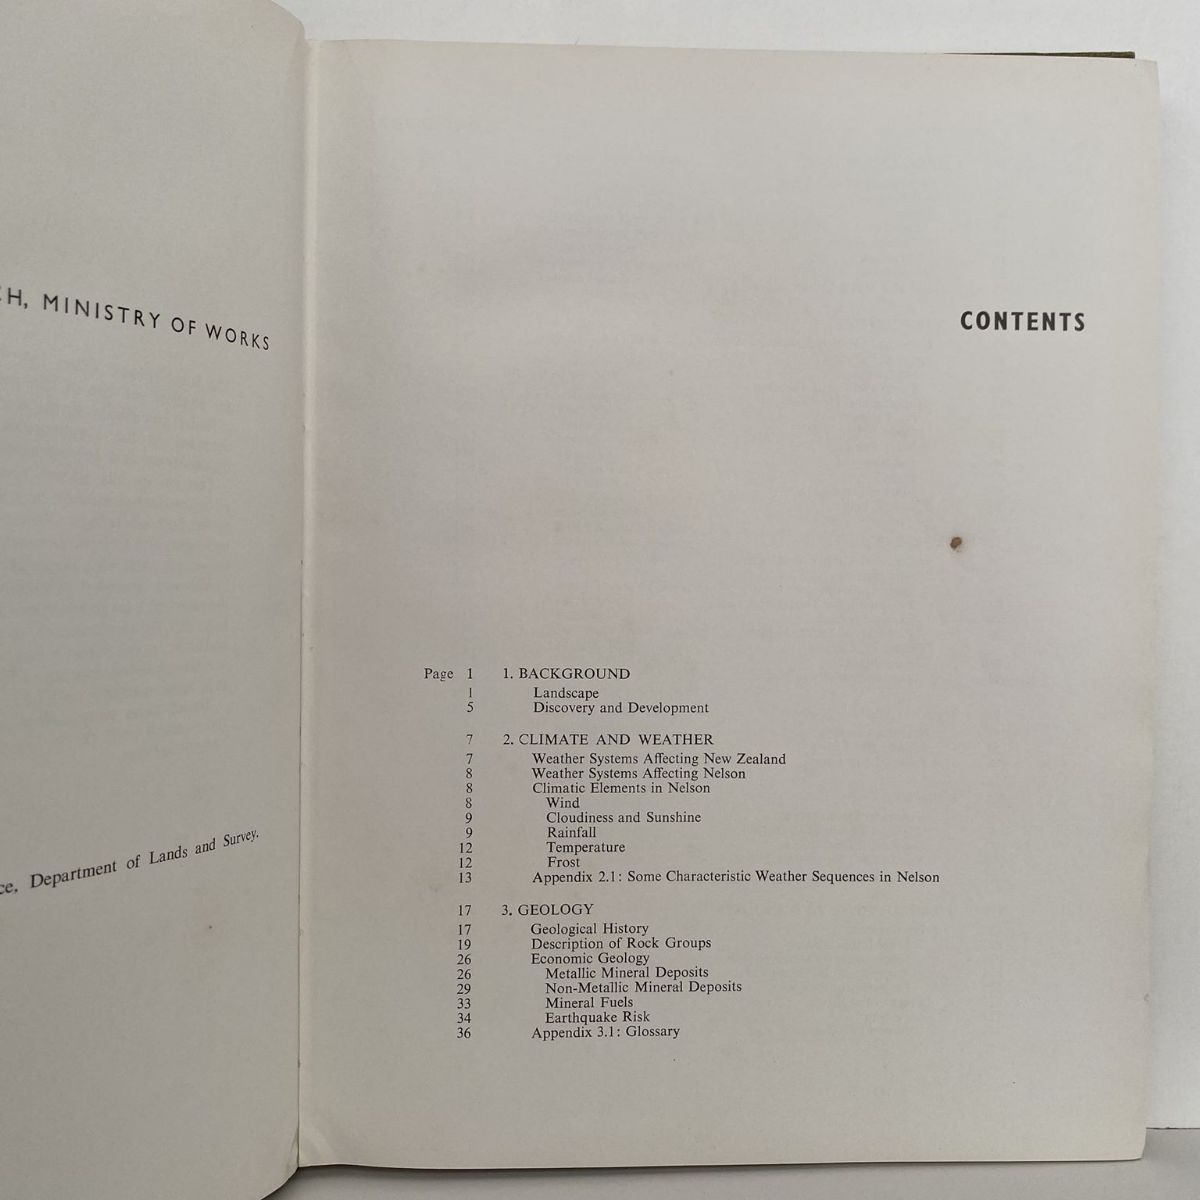 MINISTRY OF WORKS
Department of Lands and Survey.
CONTENTS
Page 1 1. BACKGROUND
1 Landscape
5 Discovery and Development
7 2. CLIMATE AND WEATHER
7 Weather Systems Affecting New Zealand
8 Weather Systems Affecting Nelson
8 Climatic Elements in Nelson
8 Wind
9 Cloudiness and Sunshine
9 Rainfall
12 Temperature
12 Frost
13 Appendix 2.1: Some Characteristic Weather Sequences in Nelson
17 3. GEOLOGY
17 Geological History
19 Description of Rock Groups
26 Economic Geology
26 Metallic Mineral Deposits
29 Non-Metallic Mineral Deposits
33 Mineral Fuels
34 Earthquake Risk
36 Appendix 3.1: Glossary